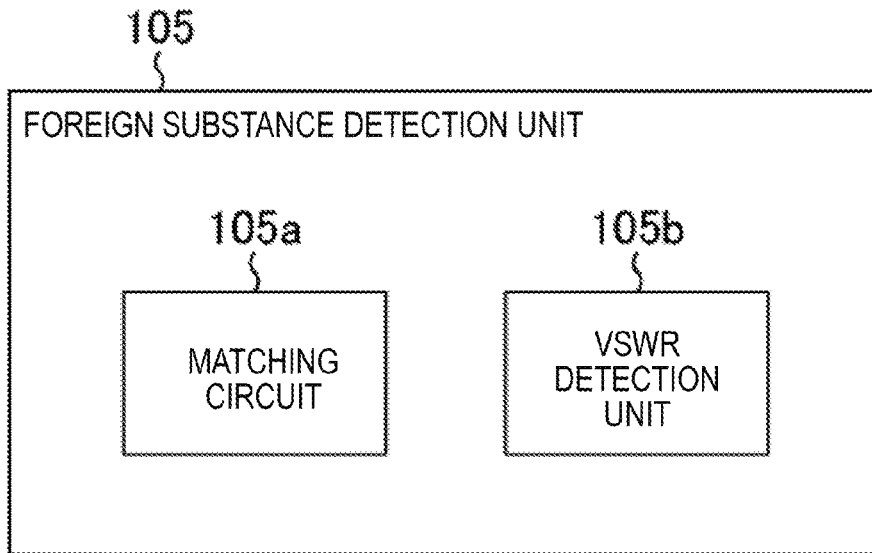 105
FOREIGN SUBSTANCE DETECTION UNIT
105a
105b
MATCHING
CIRCUIT
VSWR
DETECTION
UNIT